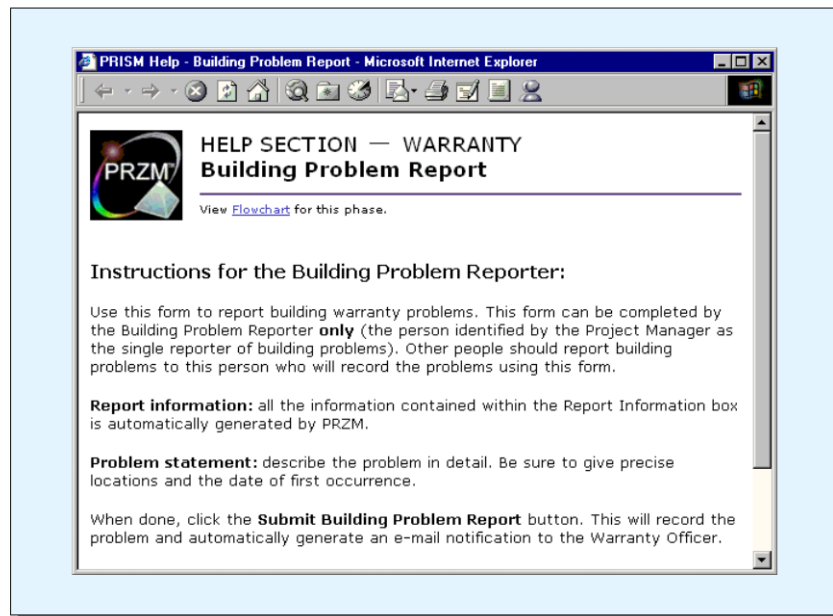 PRISM Help - Building Problem Report - Microsoft Internet Explorer
PRZM™
HELP SECTION — WARRANTY
Building Problem Report
View Flowchart for this phase.
Instructions for the Building Problem Reporter:
Use this form to report building warranty problems. This form can be completed by
the Building Problem Reporter only (the person identified by the Project Manager as
the single reporter of building problems). Other people should report building
problems to this person who will record the problems using this form.
Report information: all the information contained within the Report Information box
is automatically generated by PRZM.
Problem statement: describe the problem in detail. Be sure to give precise
locations and the date of first occurrence.
When done, click the Submit Building Problem Report button. This will record the
problem and automatically generate an e-mail notification to the Warranty Officer.